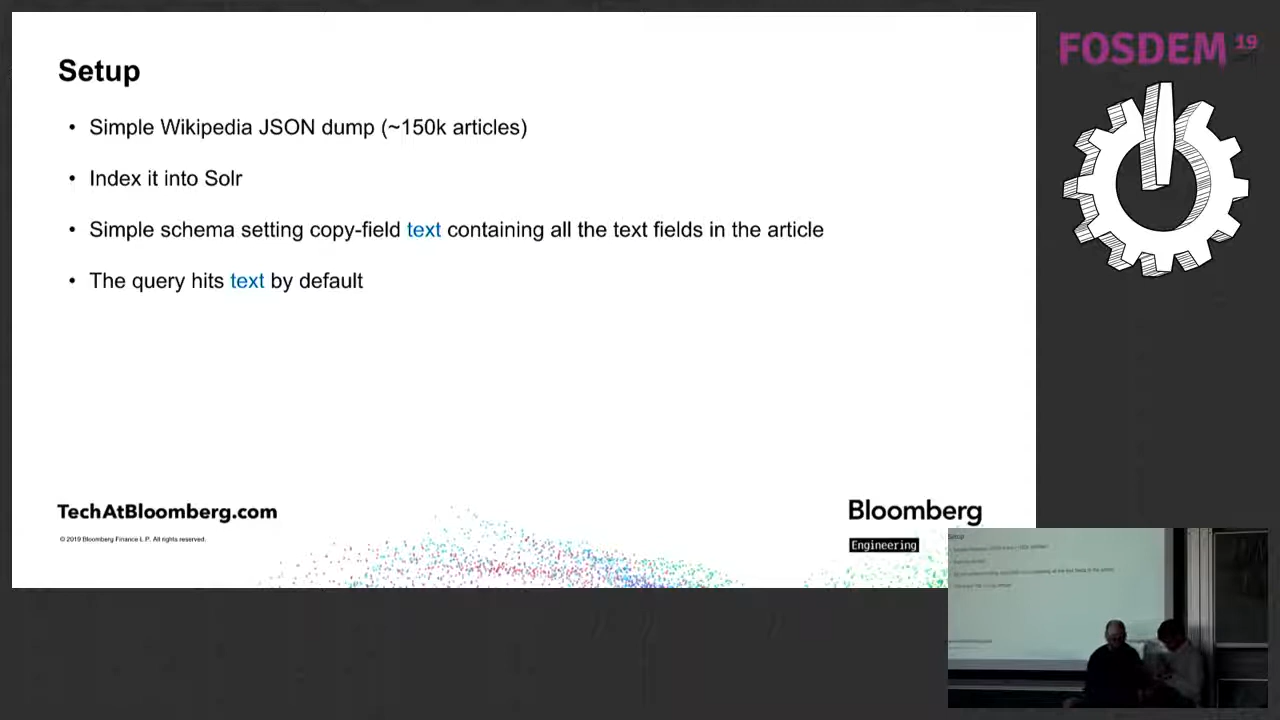 Setup
• Simple Wikipedia JSON dump (~150k articles)
• Index it into Solr
• Simple schema setting copy-field text containing all the text fields in the article
• The query hits text by default
TechAtBloomberg.com
© 2019 Bloomberg Finance L.P. All rights reserved.
Bloomberg
Engineering
FOSDEM 19
Setup